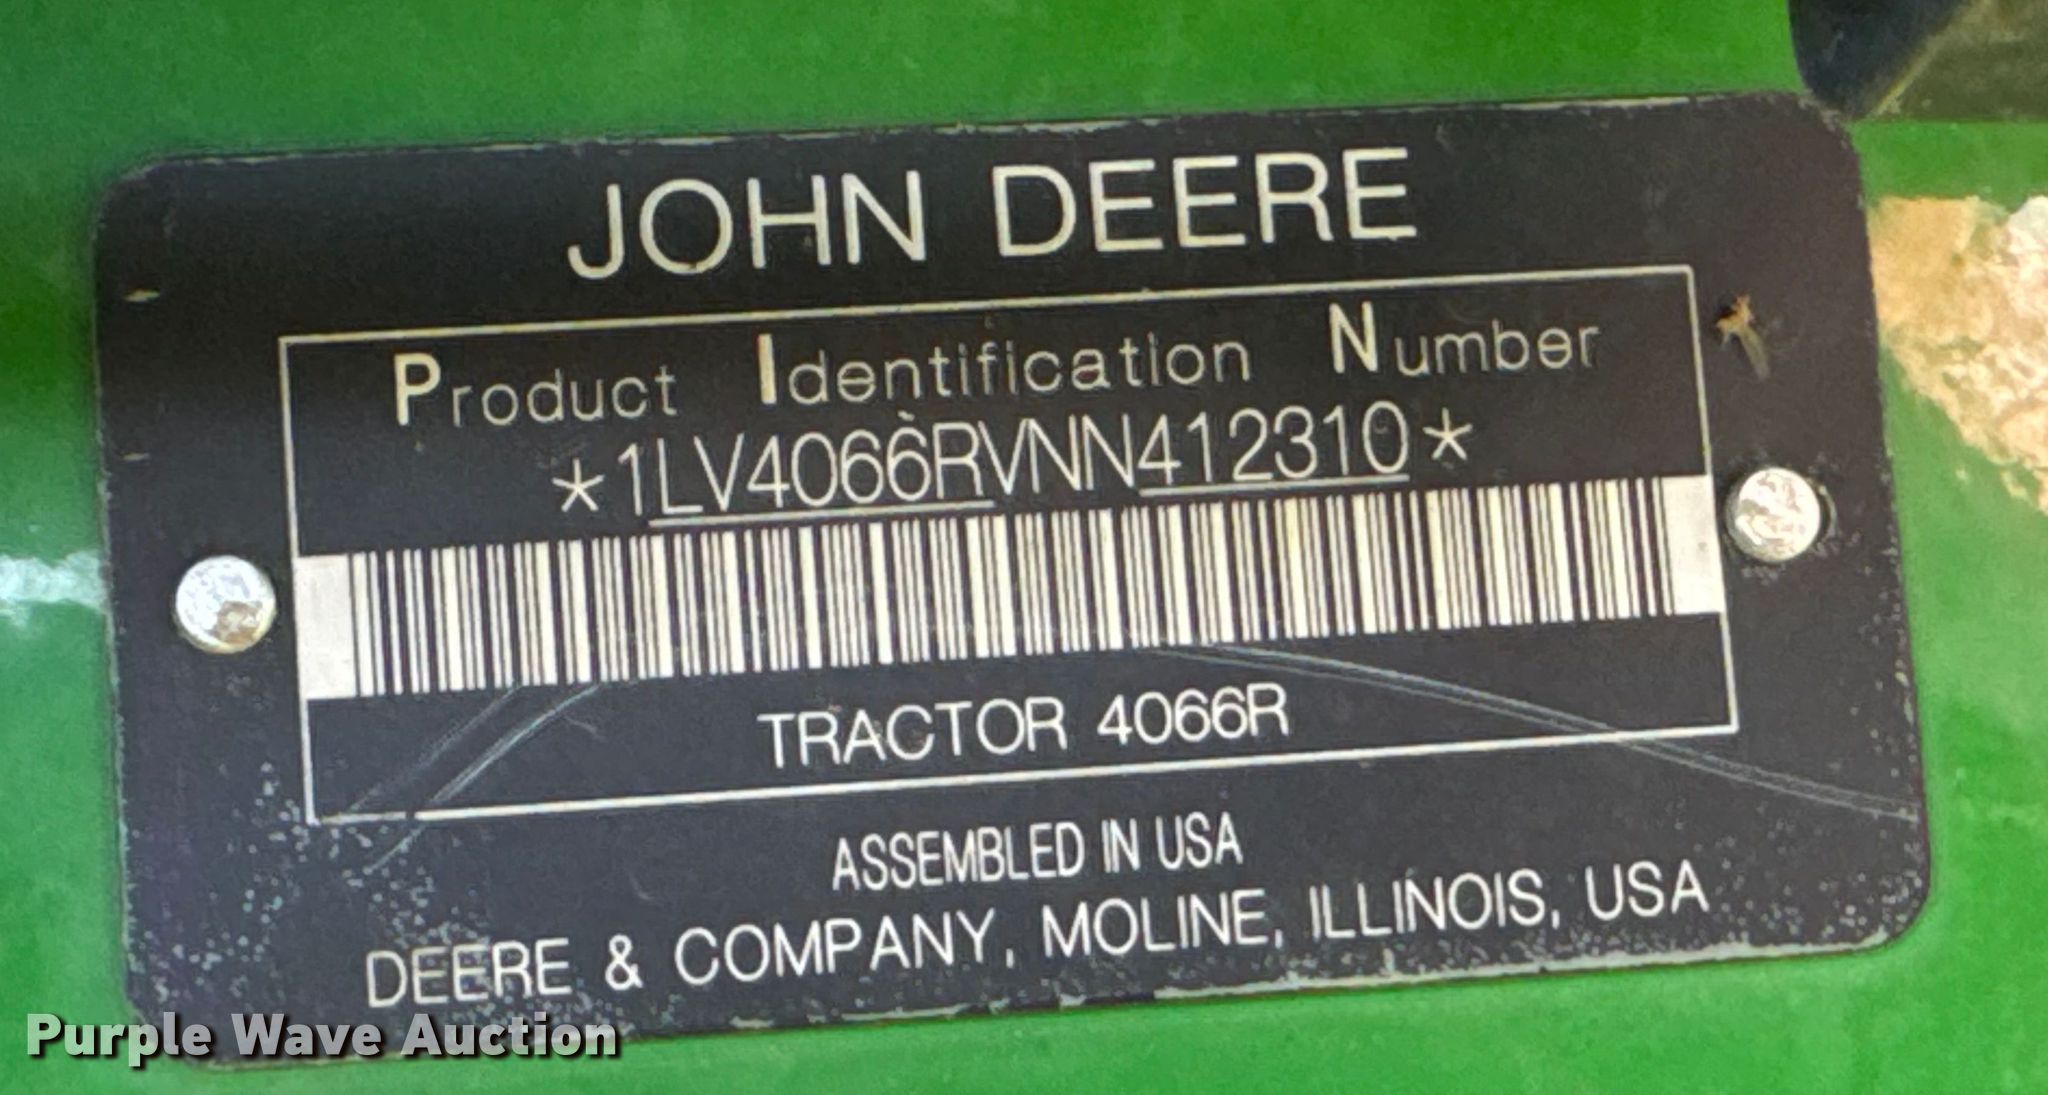 JOHN DEERE
Product Identification Number
*1LV4066RVNN412310*
TRACTOR 4066R
ASSEMBLED IN USA
DEERE & COMPANY, MOLINE, ILLINOIS, USA
Purple Wave Auction